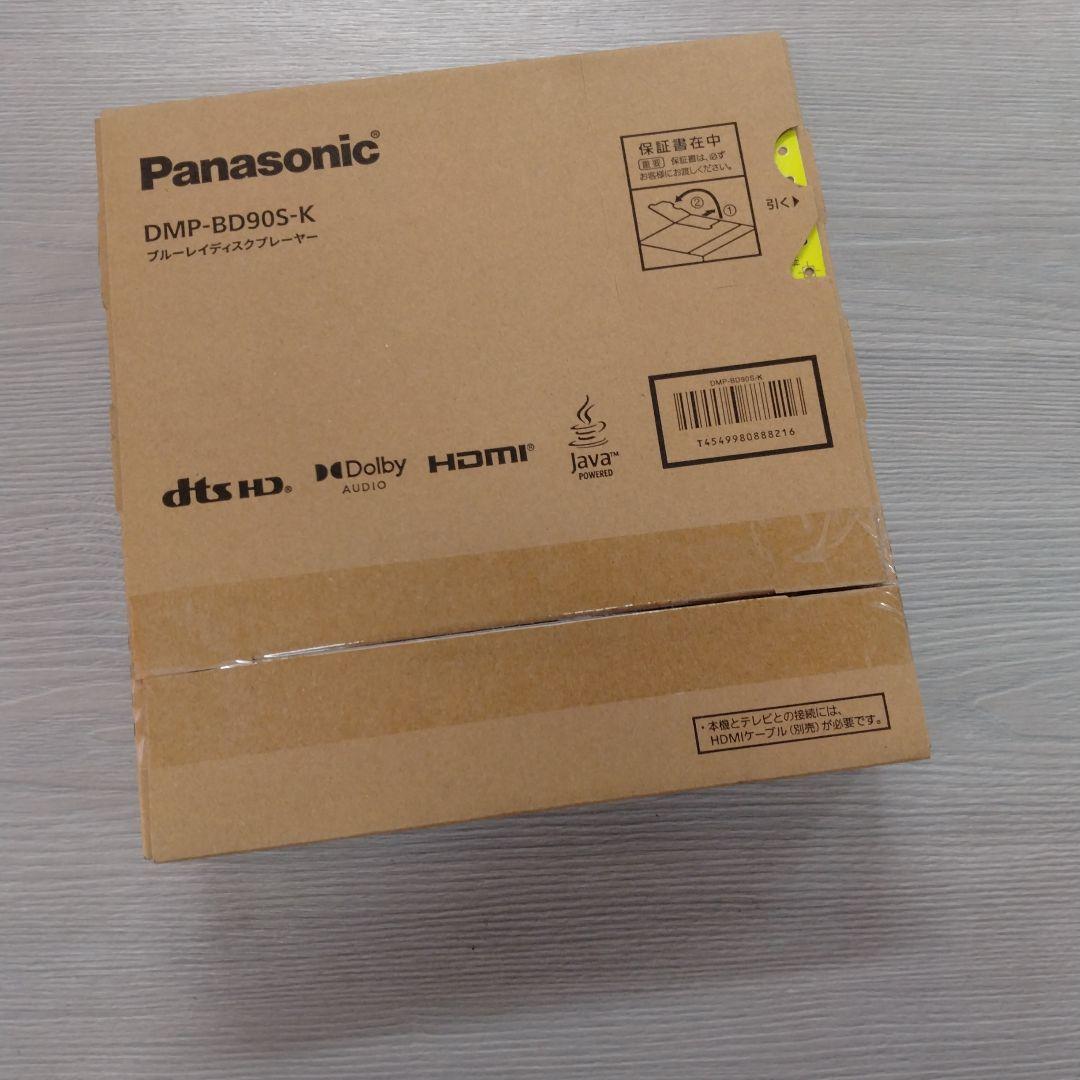 Panasonic®
DMP-BD90S-K
ブルーレイディスクプレーヤー
保証書在中
重要 保証書は、必ず
お客様にお渡しください。
② ①
引く
DMP-BD90S-K
T4549980888216
dts HD®
Dolby
AUDIO
HDMI®
Java™
POWERED
・本機とテレビとの接続には、
HDMIケーブル(別売)が必要です。